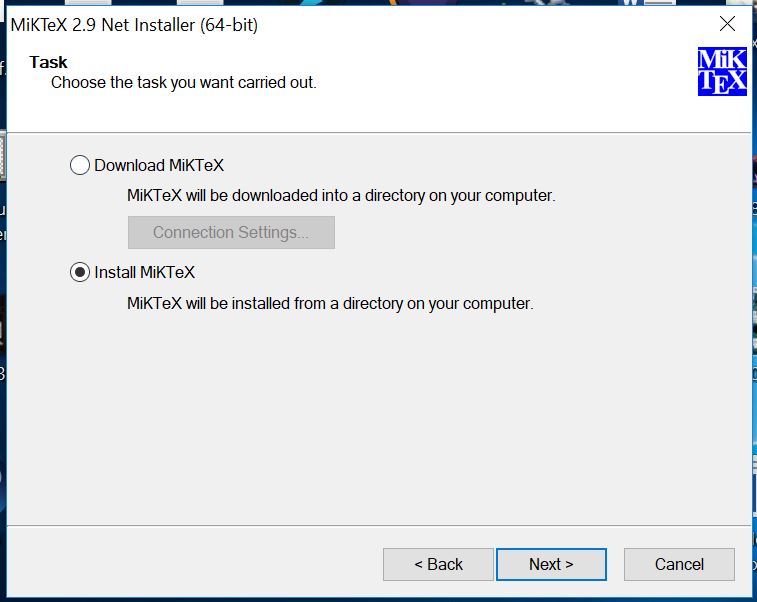 MiKTeX 2.9 Net Installer (64-bit)
Task
Choose the task you want carried out.
MiK
TEX
Download MiKTeX
MiKTeX will be downloaded into a directory on your computer.
Connection Settings...
Install MiKTeX
MiKTeX will be installed from a directory on your computer.
< Back
Next >
Cancel